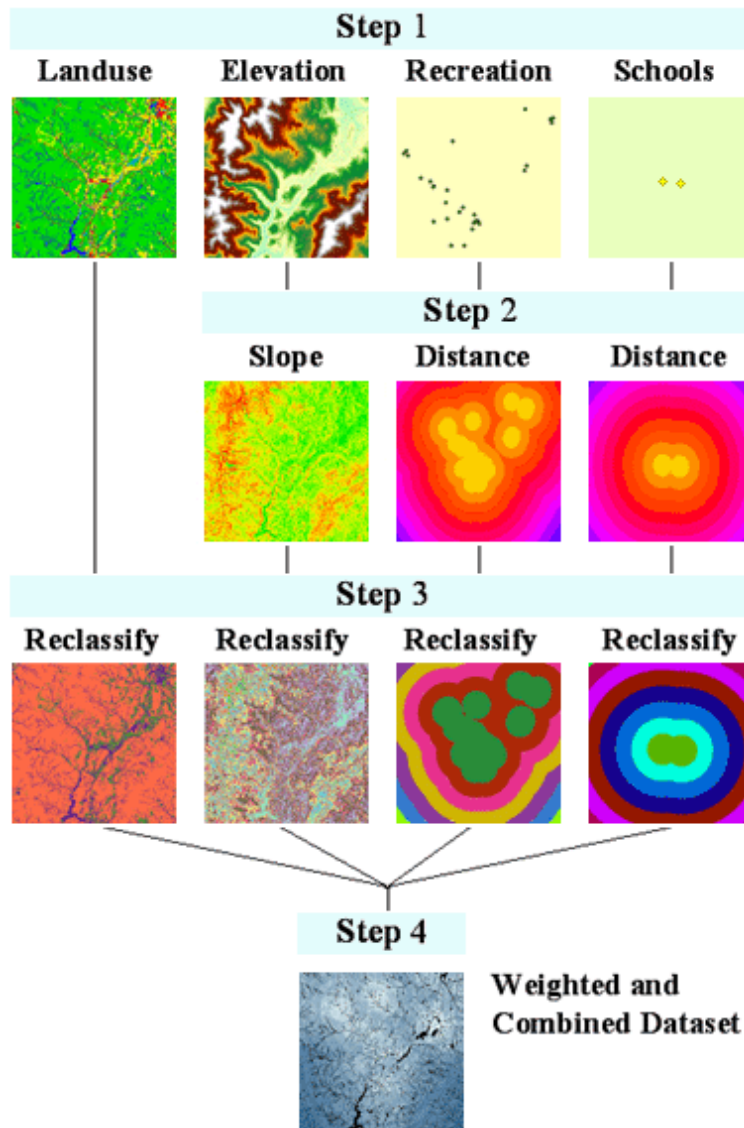 Step 1
Landuse Elevation Recreation Schools
Step 2
Slope Distance Distance
Step 3
Reclassify Reclassify Reclassify Reclassify
Step 4
Weighted and
Combined Dataset